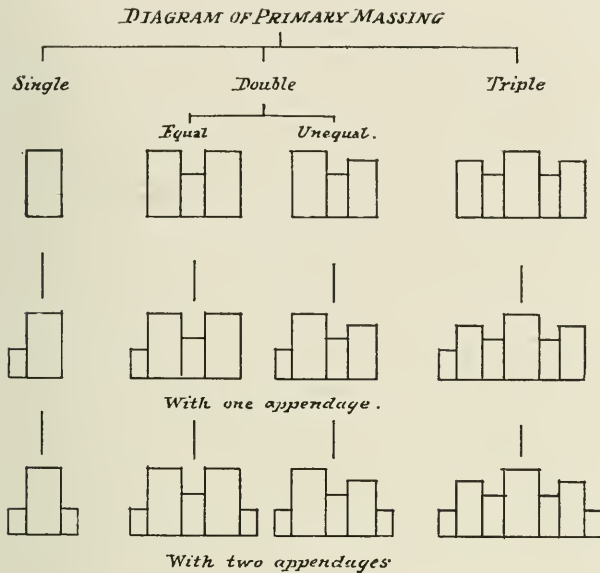 DIAGRAM OF PRIMARY MASSING
Single Double Triple
Equal Unequal.
With one appendage.
With two appendages